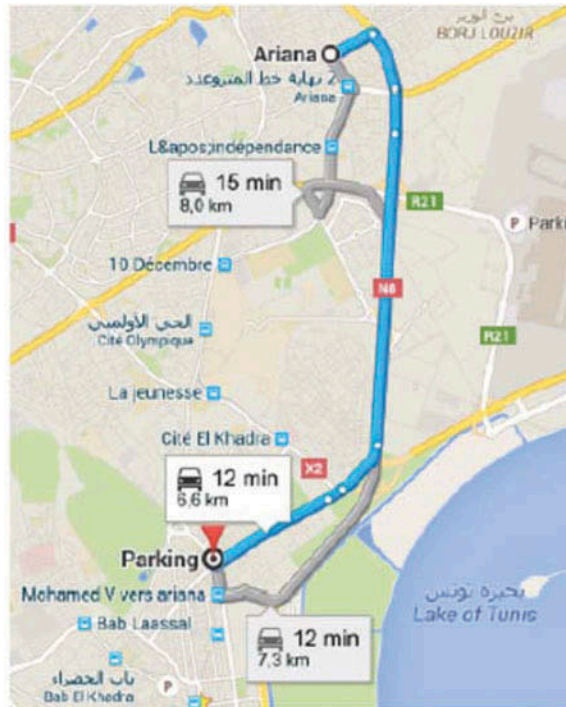 برج الوزير
BORJ LOUZIR
Ariana
2 نهاية خط المتروعدد
Ariana
L&apos;indépendance
15 min
8,0 km
R21
P Parki
10 Décembre
N8
الحي الأولمبي
Cité Olympique
R21
La jeunesse
Cité El Khadra
X2
12 min
6,6 km
Parking
Mohamed V vers ariana
بحيرة تونس
Lake of Tunis
Bab Laassal
12 min
7,3 km
باب الخضراء
Bab El Khadra
P